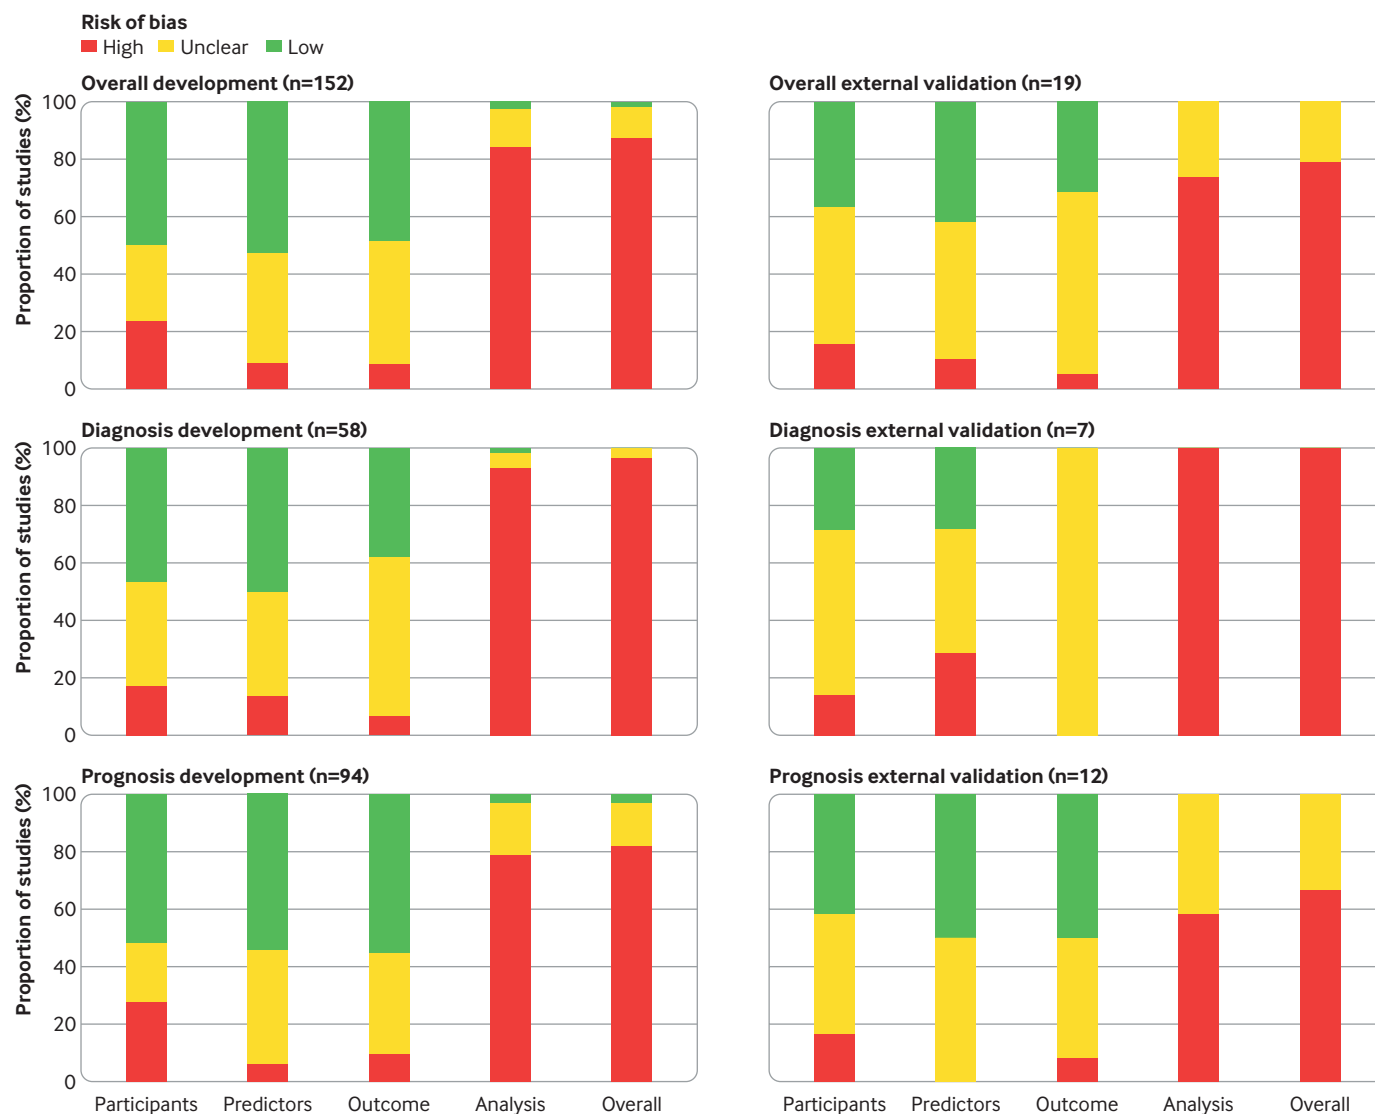 Risk of bias
High Unclear Low
Overall development (n=152)
Proportion of studies (%)
100
80
60
40
20
0
Overall external validation (n=19)
Diagnosis development (n=58)
Proportion of studies (%)
100
80
60
40
20
0
Diagnosis external validation (n=7)
Prognosis development (n=94)
Proportion of studies (%)
100
80
60
40
20
0
Participants Predictors Outcome Analysis Overall
Prognosis external validation (n=12)
Participants Predictors Outcome Analysis Overall